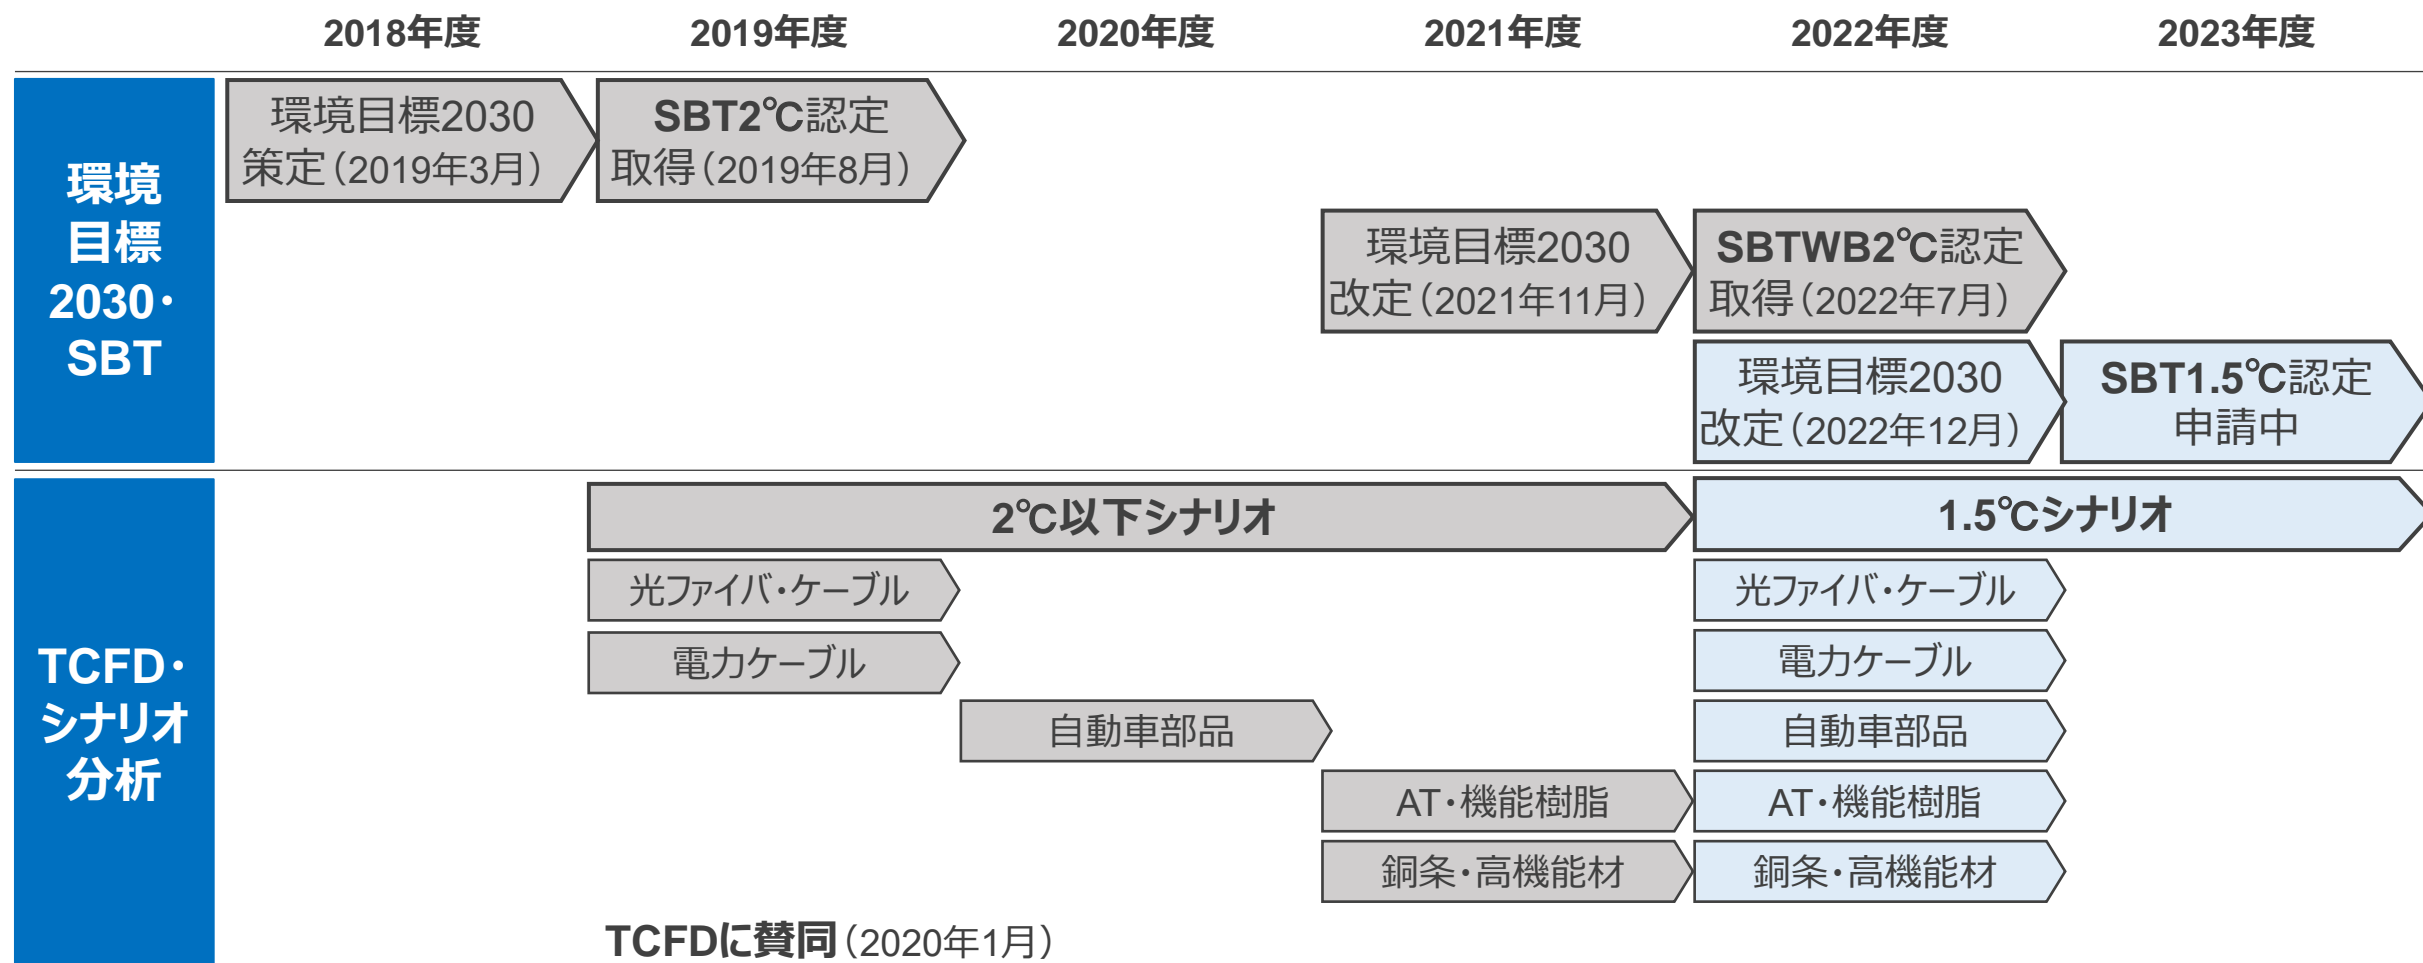 2018年度 2019年度 2020年度 2021年度 2022年度 2023年度
環境
目標
2030・
SBT
環境目標2030
策定（2019年3月）
SBT2℃認定
取得（2019年8月）
環境目標2030
改定（2021年11月）
SBTWB2℃認定
取得（2022年7月）
環境目標2030
改定（2022年12月）
SBT1.5℃認定
申請中
TCFD・
シナリオ
分析
2℃以下シナリオ
1.5℃シナリオ
光ファイバ・ケーブル
光ファイバ・ケーブル
電力ケーブル
電力ケーブル
自動車部品
自動車部品
AT・機能樹脂
AT・機能樹脂
銅条・高機能材
銅条・高機能材
TCFDに賛同（2020年1月）